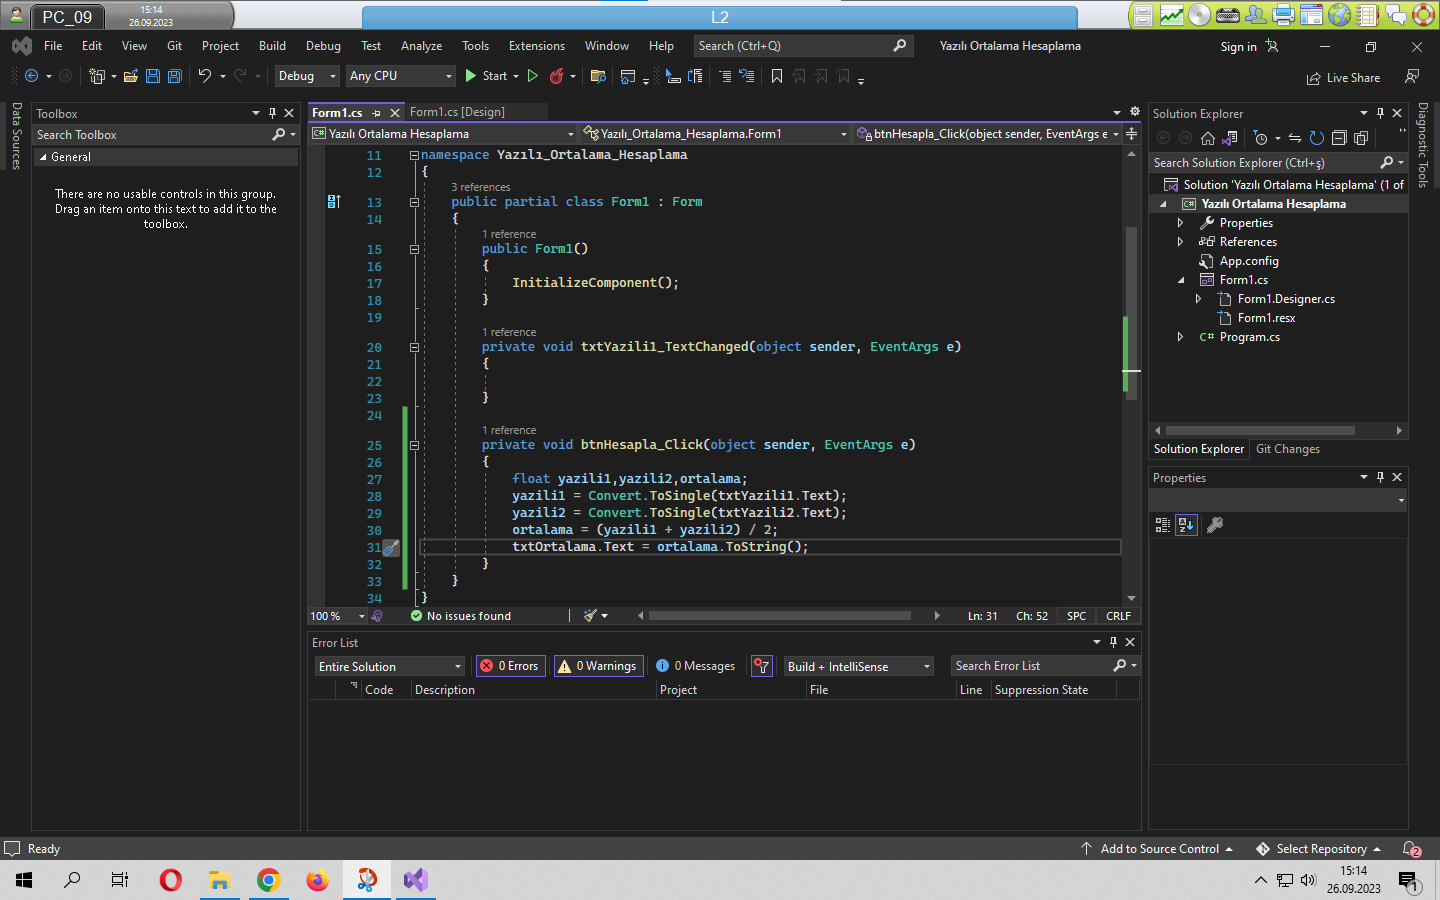 PC_09
15:14
26.09.2023
L2
File Edit View Git Project Build Debug Test Analyze Tools Extensions Window Help
Search (Ctrl+Q)
Yazılı Ortalama Hesaplama
Sign in
Debug
Any CPU
Start
Live Share
Data Sources
Toolbox
Search Toolbox
General
There are no usable controls in this group.
Drag an item onto this text to add it to the
toolbox.
Form1.cs
Form1.cs [Design]
Yazılı Ortalama Hesaplama
Yazılı_Ortalama_Hesaplama.Form1
btnHesapla_Click(object sender, EventArgs e
11 namespace Yazılı_Ortalama_Hesaplama
12 {
3 references
13 public partial class Form1 : Form
14 {
1 reference
15 public Form1()
16 {
17 InitializeComponent();
18 }
19
1 reference
20 private void txtYazili1_TextChanged(object sender, EventArgs e)
21 {
22
23 }
24
1 reference
25 private void btnHesapla_Click(object sender, EventArgs e)
26 {
27 float yazili1,yazili2,ortalama;
28 yazili1 = Convert.ToSingle(txtYazili1.Text);
29 yazili2 = Convert.ToSingle(txtYazili2.Text);
30 ortalama = (yazili1 + yazili2) / 2;
31 txtOrtalama.Text = ortalama.ToString();
32 }
33 }
34 }
100 %
No issues found
Ln: 31 Ch: 52 SPC CRLF
Error List
Entire Solution
0 Errors
0 Warnings
0 Messages
Build + IntelliSense
Search Error List
Code Description Project File Line Suppression State
Solution Explorer
Search Solution Explorer (Ctrl+ş)
Solution 'Yazılı Ortalama Hesaplama' (1 of
Yazılı Ortalama Hesaplama
Properties
References
App.config
Form1.cs
Form1.Designer.cs
Form1.resx
Program.cs
Solution Explorer
Git Changes
Properties
Diagnostic Tools
Ready
Add to Source Control
Select Repository
2
15:14
26.09.2023
1